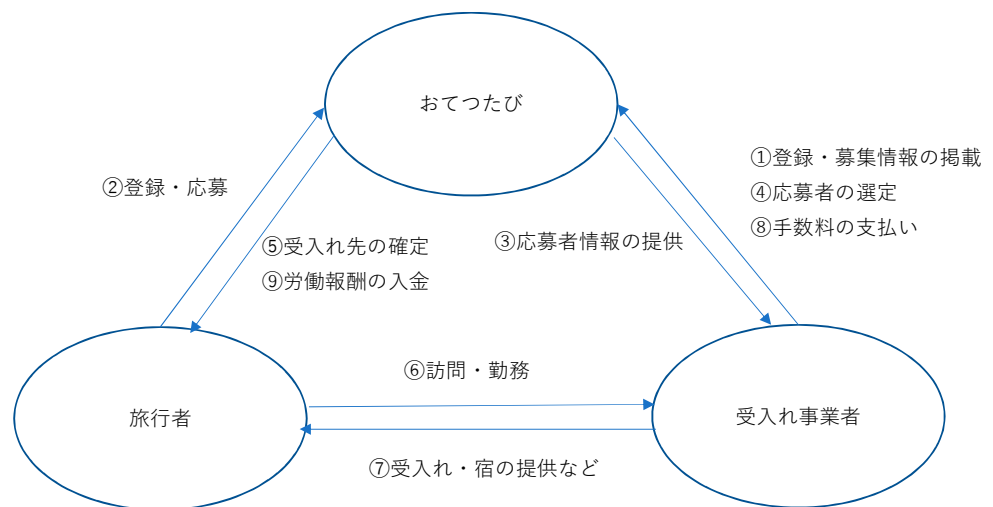 おてつたび
①登録・募集情報の掲載
④応募者の選定
⑧手数料の支払い
②登録・応募
③応募者情報の提供
⑤受入れ先の確定
⑨労働報酬の入金
⑥訪問・勤務
旅行者
受入れ事業者
⑦受入れ・宿の提供など